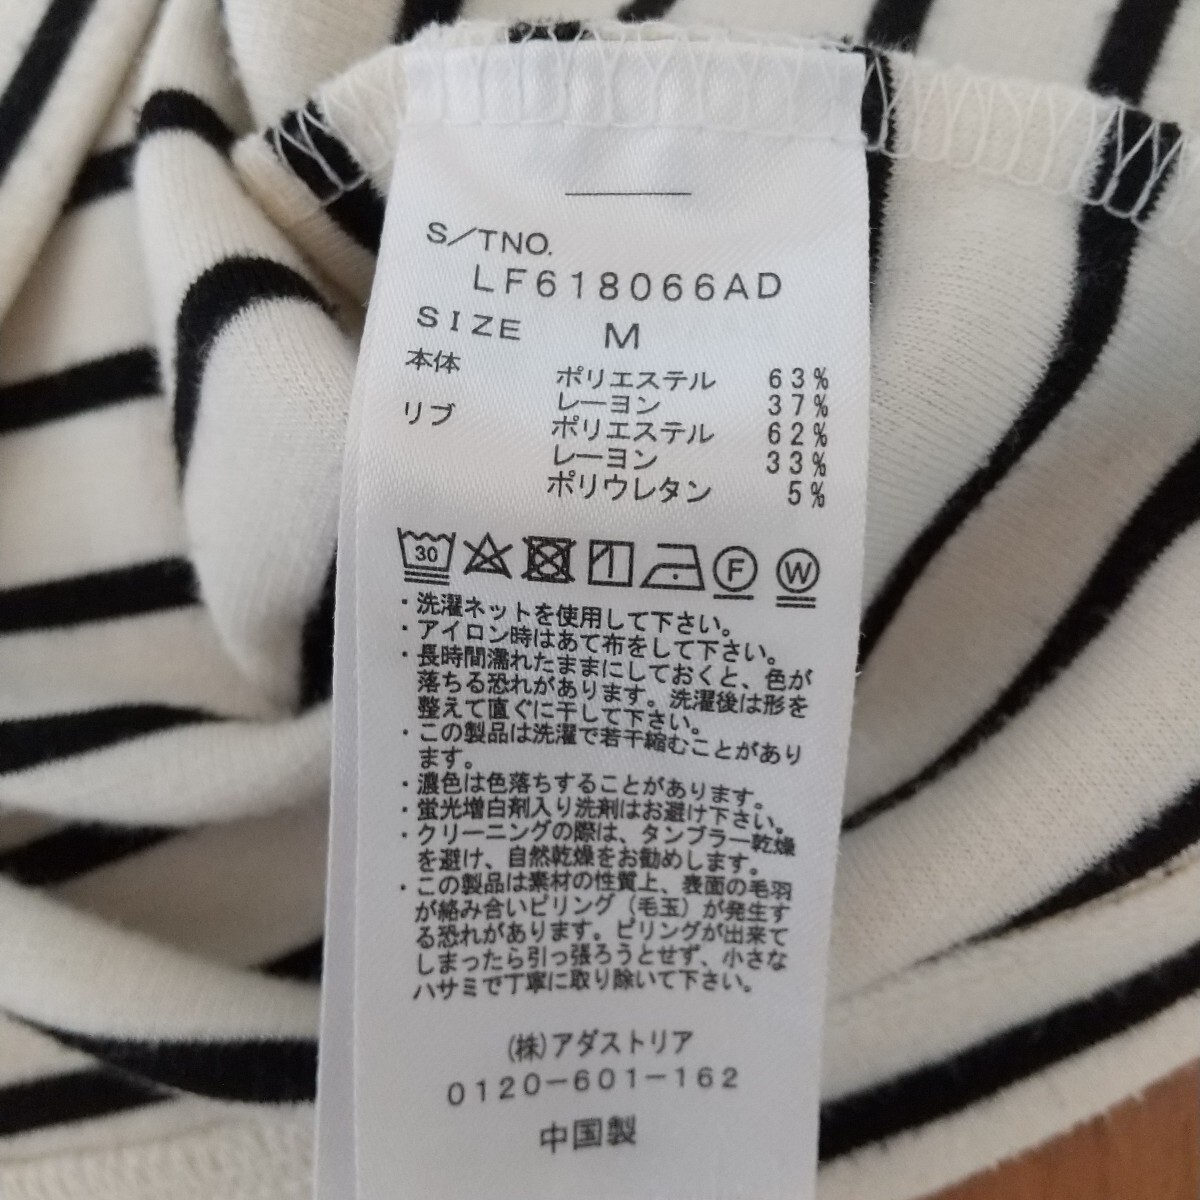 S/TNO.
LF618066AD
SIZE M
本体 ポリエステル 63%
レーヨン 37%
リブ ポリエステル 62%
レーヨン 33%
ポリウレタン 5%
30 F W
・洗濯ネットを使用して下さい。
・アイロン時はあて布をして下さい。
・長時間濡れたままにしておくと、色が
落ちる恐れがあります。洗濯後は形を
整えて直ぐに干して下さい。
・この製品は洗濯で若干縮むことがあり
ます。
・濃色は色落ちすることがあります。
・蛍光増白剤入り洗剤はお避け下さい。
・クリーニングの際は、タンブラー乾燥
を避け、自然乾燥をお勧めします。
・この製品は素材の性質上、表面の毛羽
が絡み合いピリング(毛玉)が発生す
る恐れがあります。ピリングが出来て
しまったら引っ張ろうとせず、小さな
ハサミで丁寧に取り除いて下さい。
(株)アダストリア
0120-601-162
中国製